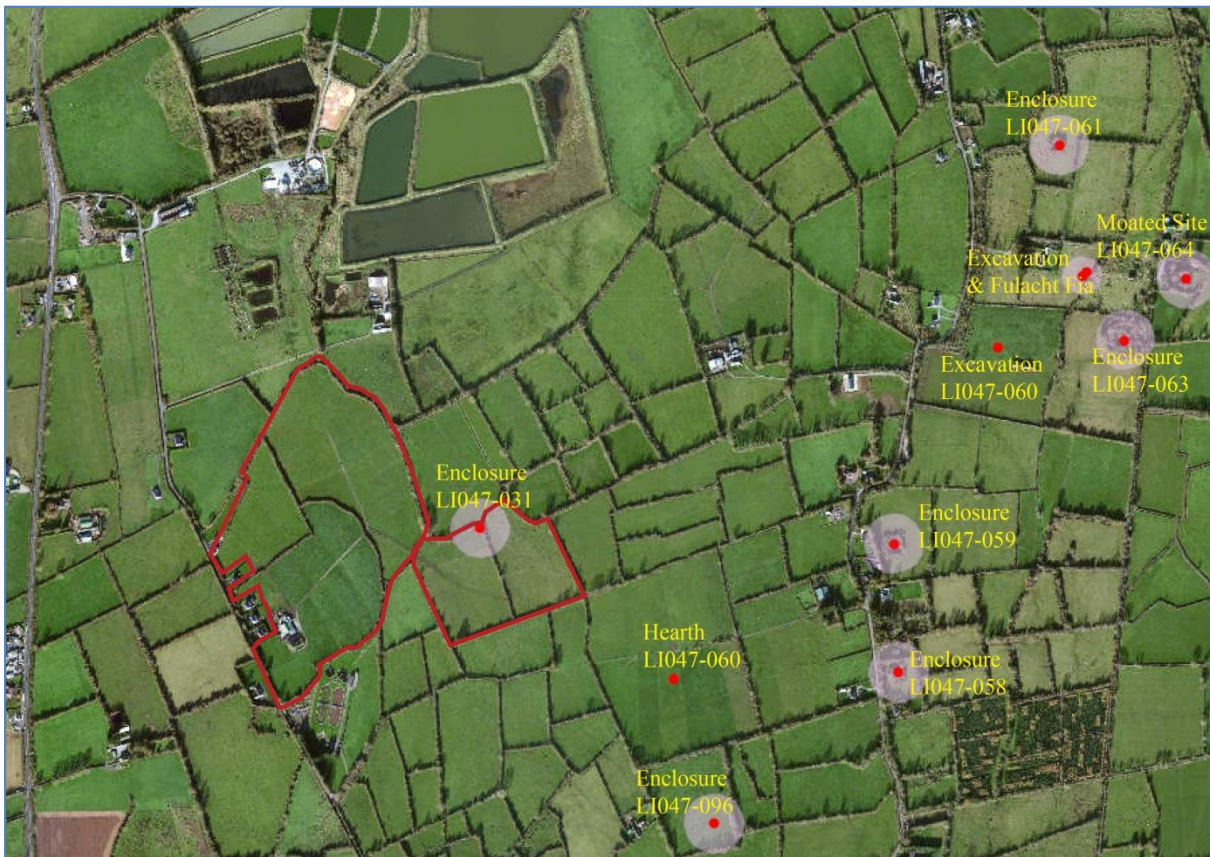 Enclosure
LI047-061
Moated Site
LI047-064
Excavation
& Fulacht Fia
Excavation
LI047-060
Enclosure
LI047-063
Enclosure
LI047-031
Enclosure
LI047-059
Hearth
LI047-060
Enclosure
LI047-058
Enclosure
LI047-096